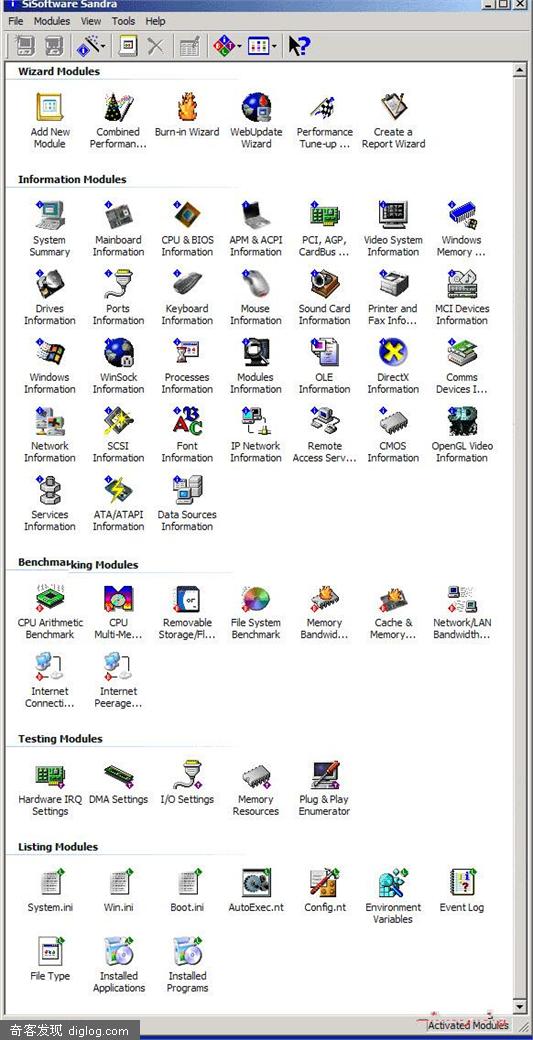 SiSoftware Sandra
File Modules View Tools Help
Wizard Modules
Add New Combined Burn-in Wizard WebUpdate Performance Create a
Module Performan... Wizard Tune-up ... Report Wizard
Information Modules
System Mainboard CPU & BIOS APM & ACPI PCI, AGP, Video System Windows
Summary Information Information Information CardBus ... Information Memory ...
Drives Ports Keyboard Mouse Sound Card Printer and MCI Devices
Information Information Information Information Information Fax Info... Information
Windows WinSock Processes Modules OLE DirectX Comms
Information Information Information Information Information Information Devices I...
Network SCSI Font IP Network Remote CMOS OpenGL Video
Information Information Information Information Access Serv... Information Information
Services ATA/ATAPI Data Sources
Information Information Information
Benchmarking Modules
CPU Arithmetic CPU Removable File System Memory Cache & Network/LAN
Benchmark Multi-Me... Storage/Fl... Benchmark Bandwid... Memory... Bandwidth...
Internet Internet
Connecti... Peerage...
Testing Modules
Hardware IRQ DMA Settings I/O Settings Memory Plug & Play
Settings Resources Enumerator
Listing Modules
System.ini Win.ini Boot.ini AutoExec.nt Config.nt Environment Event Log
Variables
File Type Installed Installed
Applications Programs
Activated Modules
奇客发现 diglog.com